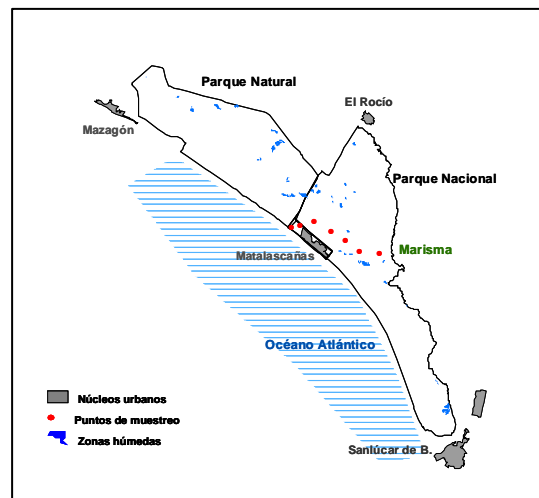 Parque Natural
El Rocío
Mazagón
Parque Nacional
Marisma
Matalascañas
Océano Atlántico
Núcleos urbanos
Puntos de muestreo
Zonas húmedas
Sanlúcar de B.